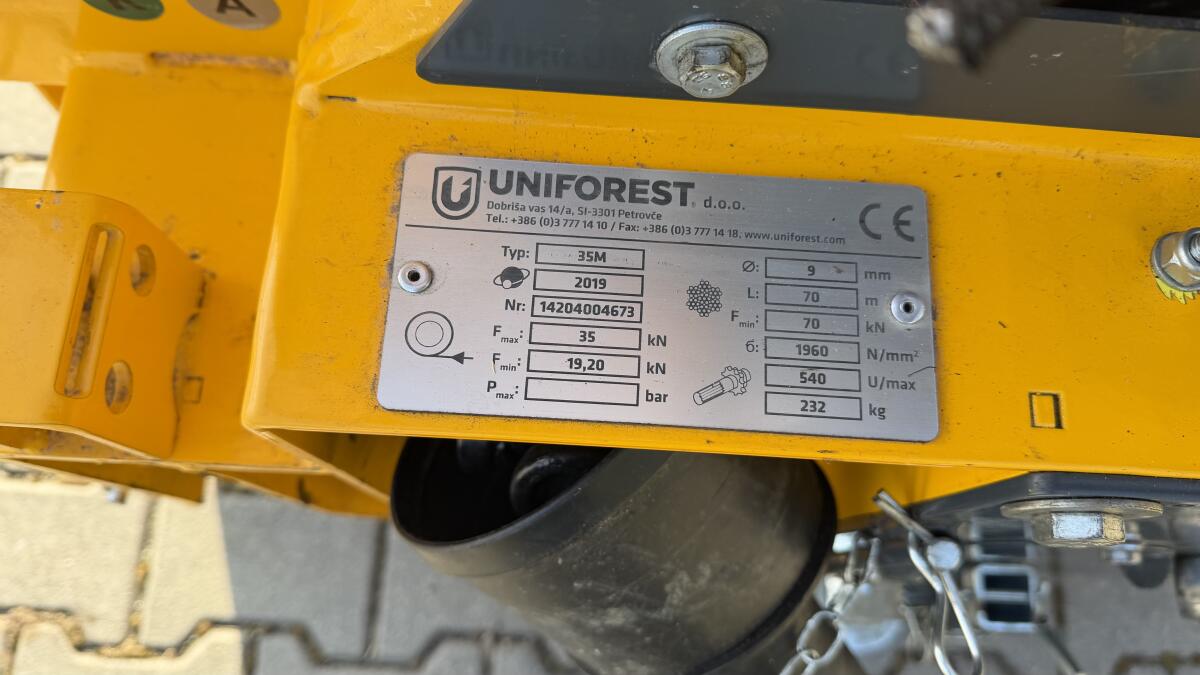 A
UNIFOREST® d.o.o.
Dobriša vas 14/a, SI-3301 Petrovče
Tel.: +386 (0)3 777 14 10 / Fax: +386 (0)3 777 14 18, www.uniforest.com
CE
Typ: 35M
2019
Nr: 14204004673
Fmax: 35 kN
Fmin: 19,20 kN
Pmax: bar
Ø: 9 mm
L: 70 m
Fmin: 70 kN
б: 1960 N/mm²
540 U/max
232 kg
8.8